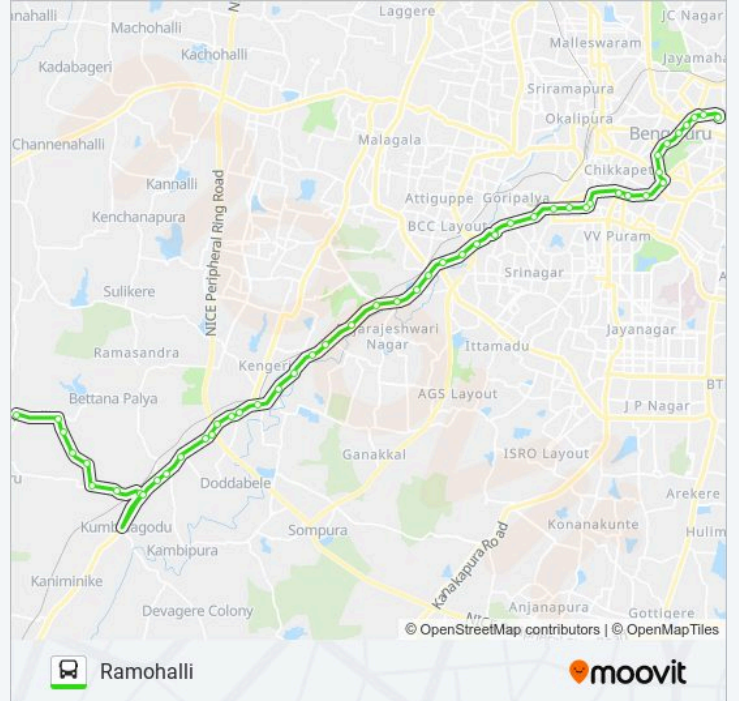 anahalli
Machohalli
Laggere
JC Nagar
Malleswaram
Kachohalli
Kadabageri
Jayamaha
Sriramapura
Okalipura
Bengaluru
Channenahalli
Malagala
Kannalli
Chikkapet
Attiguppe
Goripalya
Kenchanapura
BCC Layout
VV Puram
NICE Peripheral Ring Road
Srinagar
Sulikere
Jayanagar
Nagar
Ittamadu
Ramasandra
Kengeri
BT
Bettana Palya
AGS Layout
J P Nagar
Ganakkal
ISRO Layout
Doddabele
Arekere
Kumbalagodu
Sompura
Konanakunte
Hulim
Kambipura
Kanakapura Road
Kaniminike
Devagere Colony
Anjanapura
Gottigere
© OpenStreetMap contributors | © OpenMapTiles
Ramohalli
moovit